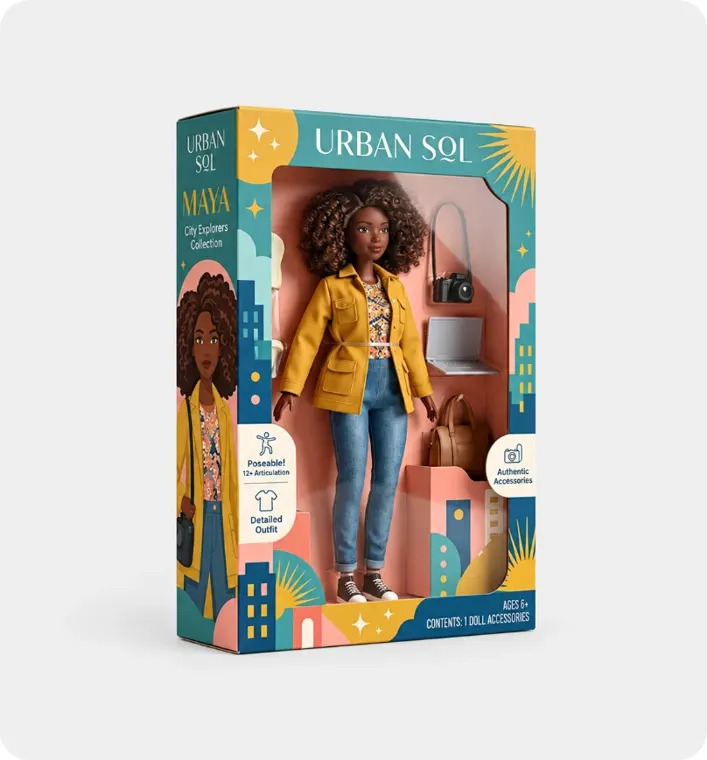 URBAN
SOL
MAYA
City Explorers
Collection
URBAN SOL
Poseable!
12+ Articulation
Detailed
Outfit
Authentic
Accessories
AGES 6+
CONTENTS: 1 DOLL ACCESSORIES